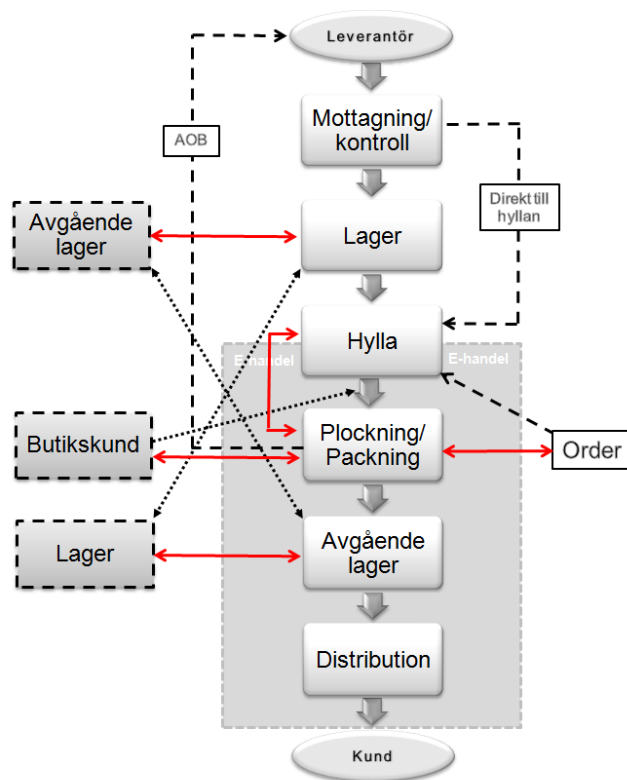 Leverantör
Mottagning/
kontroll
AOB
Direkt till
hyllan
Avgående
lager
Lager
Hylla
E-handel
E-handel
Butikskund
Plockning/
Packning
Order
Lager
Avgående
lager
Distribution
Kund